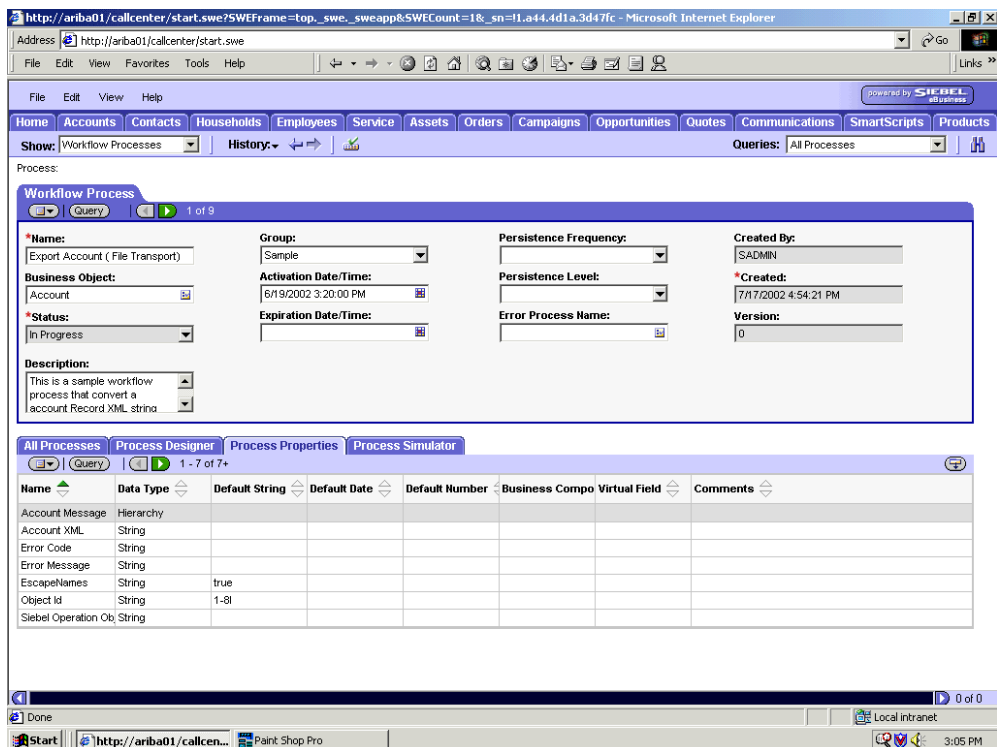 http://ariba01/callcenter/start.swe?SWEFrame=top._swe._sweapp&SWECount=1&_sn=!1.a44.4d1a.3d47fc - Microsoft Internet Explorer
Address http://ariba01/callcenter/start.swe Go
File Edit View Favorites Tools Help Links »
File Edit View Help powered by SIEBEL eBusiness
Home Accounts Contacts Households Employees Service Assets Orders Campaigns Opportunities Quotes Communications SmartScripts Products
Show: Workflow Processes History: Queries: All Processes
Process:
Workflow Process
Query 1 of 9
*Name: Group: Persistence Frequency: Created By:
Export Account ( File Transport) Sample SADMIN
Business Object: Activation Date/Time: Persistence Level: *Created:
Account 6/19/2002 3:20:00 PM 7/17/2002 4:54:21 PM
*Status: Expiration Date/Time: Error Process Name: Version:
In Progress 0
Description:
This is a sample workflow
process that convert a
account Record XML string
All Processes Process Designer Process Properties Process Simulator
Query 1 - 7 of 7+
Name Data Type Default String Default Date Default Number Business Compo Virtual Field Comments
Account Message Hierarchy
Account XML String
Error Code String
Error Message String
EscapeNames String true
Object Id String 1-8I
Siebel Operation Ob String
0 of 0
Done Local intranet
Start http://ariba01/callcen... Paint Shop Pro 3:05 PM